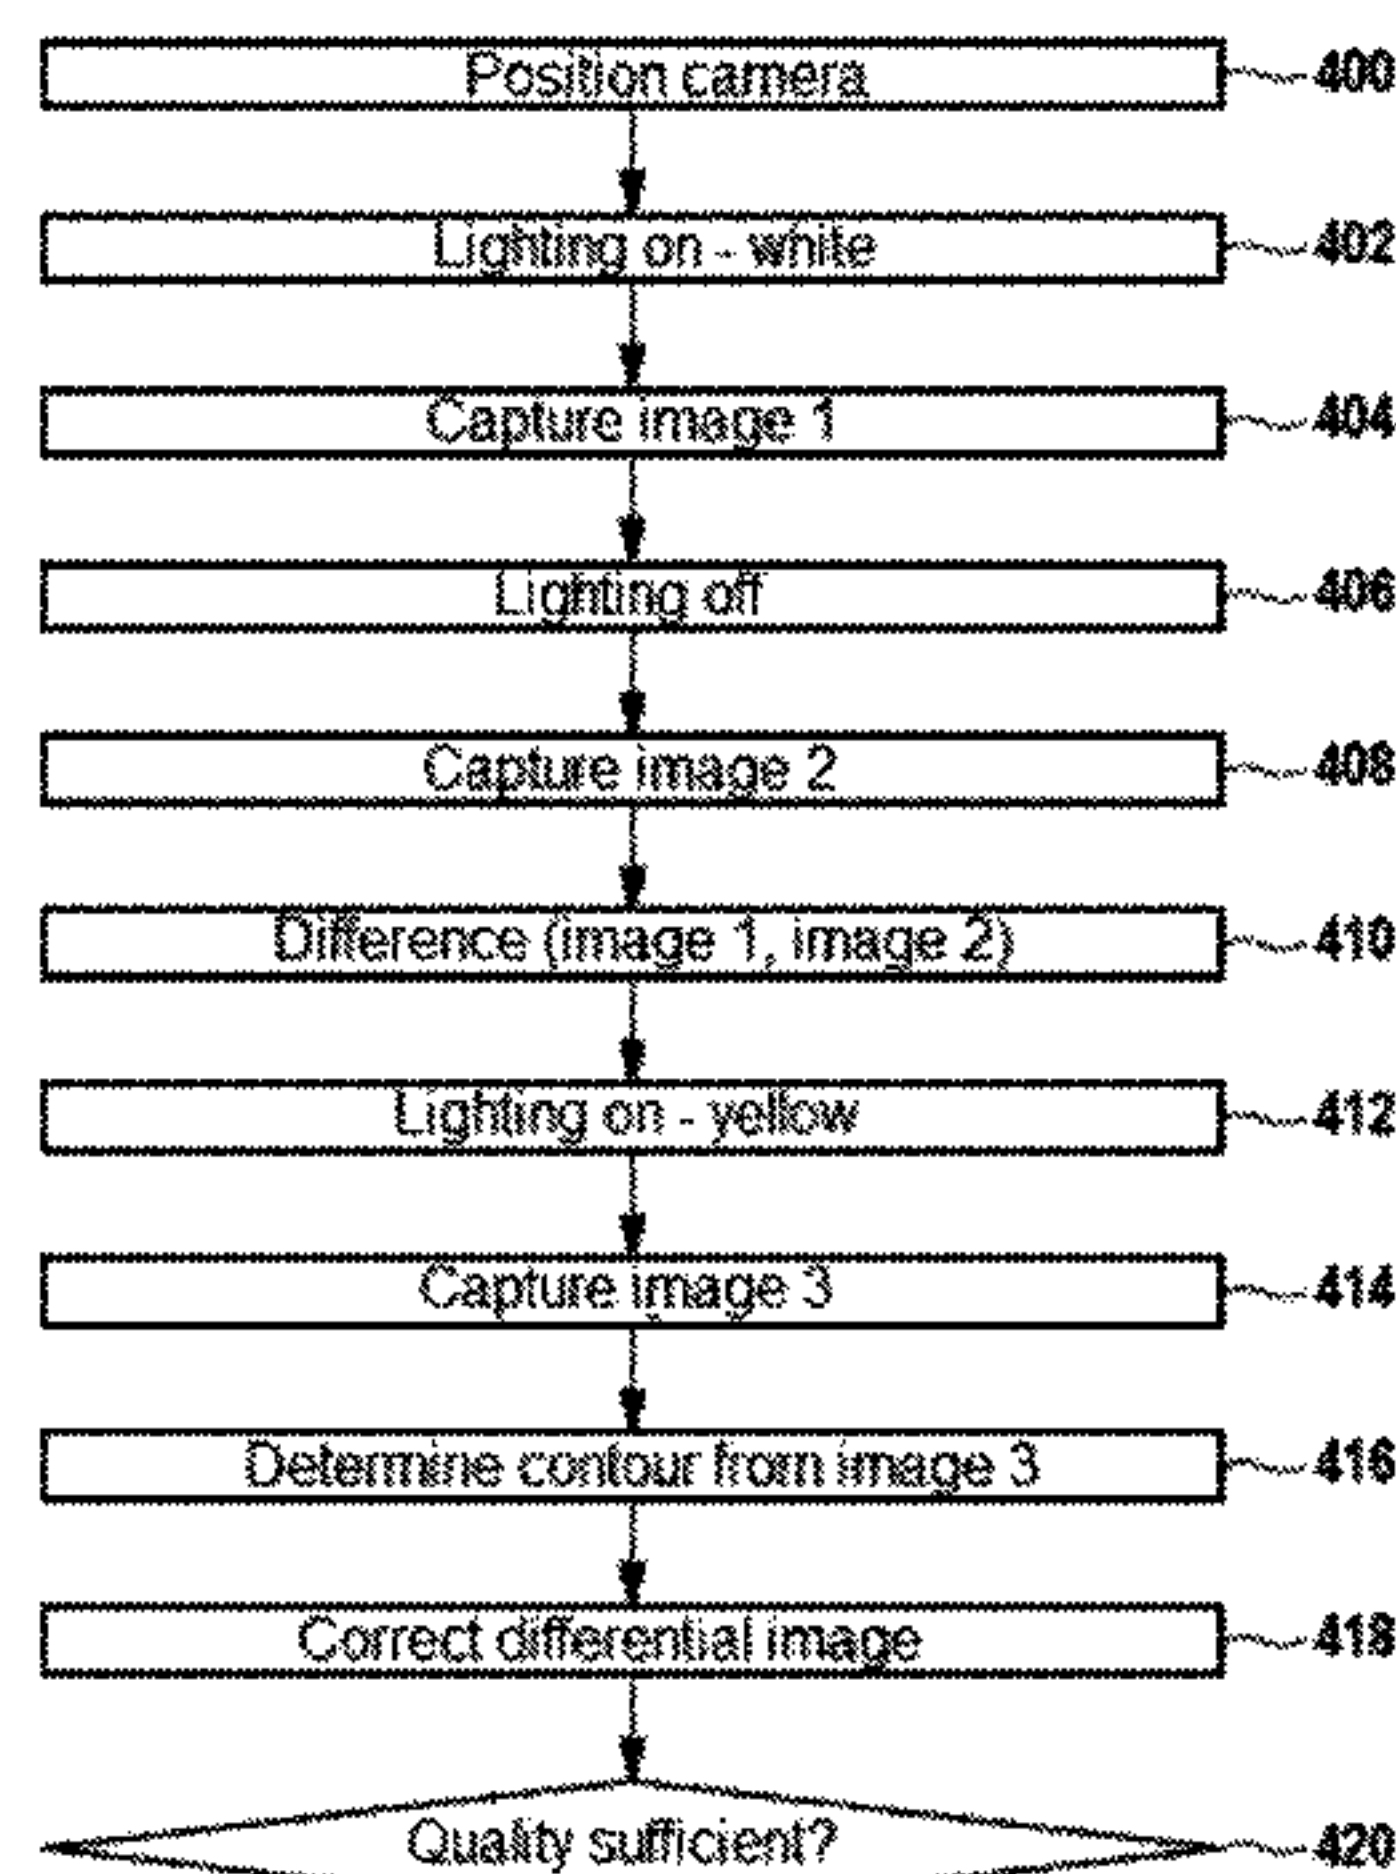 Position camera 400
Lighting on - white 402
Capture image 1 404
Lighting off 406
Capture image 2 408
Difference (image 1, image 2) 410
Lighting on - yellow 412
Capture image 3 414
Determine contour from image 3 416
Correct differential image 418
Quality sufficient? 420